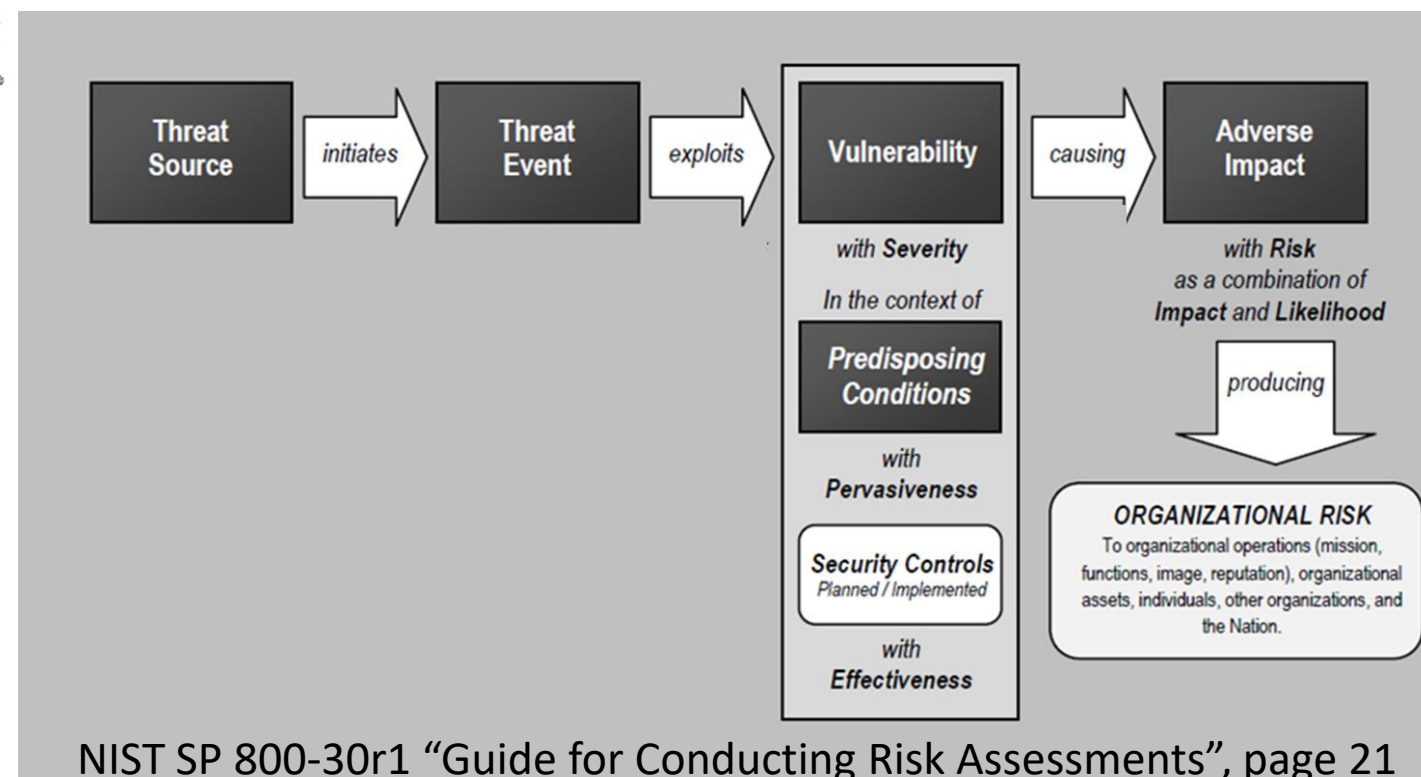 Threat
Source
initiates
Threat
Event
exploits
Vulnerability
with Severity
In the context of
Predisposing
Conditions
with
Pervasiveness
Security Controls
Planned / Implemented
with
Effectiveness
causing
Adverse
Impact
with Risk
as a combination of
Impact and Likelihood
producing
ORGANIZATIONAL RISK
To organizational operations (mission,
functions, image, reputation), organizational
assets, individuals, other organizations, and
the Nation.
NIST SP 800-30r1 “Guide for Conducting Risk Assessments”, page 21